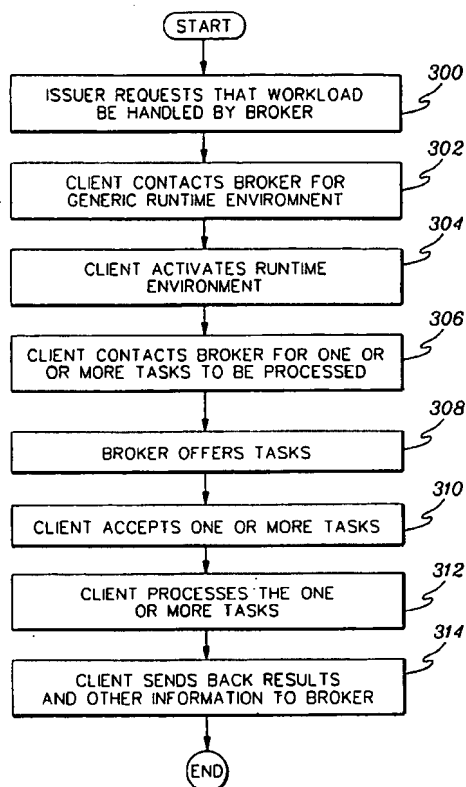 START
300
ISSUER REQUESTS THAT WORKLOAD
BE HANDLED BY BROKER
302
CLIENT CONTACTS BROKER FOR
GENERIC RUNTIME ENVIROMNENT
304
CLIENT ACTIVATES RUNTIME
ENVIRONMENT
306
CLIENT CONTACTS BROKER FOR ONE OR
OR MORE TASKS TO BE PROCESSED
308
BROKER OFFERS TASKS
310
CLIENT ACCEPTS ONE OR MORE TASKS
312
CLIENT PROCESSES THE ONE
OR MORE TASKS
314
CLIENT SENDS BACK RESULTS
AND OTHER INFORMATION TO BROKER
END